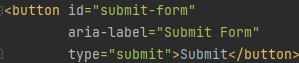 <button id="submit-form"
aria-label="Submit Form"
type="submit">Submit</button>